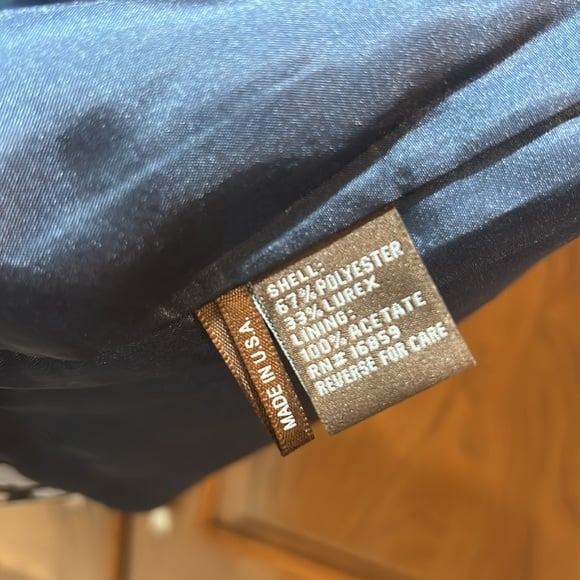 SHELL:
67% POLYESTER
33% LUREX
LINING:
100% ACETATE
RN# 16859
REVERSE FOR CARE
MADE IN U.S.A.